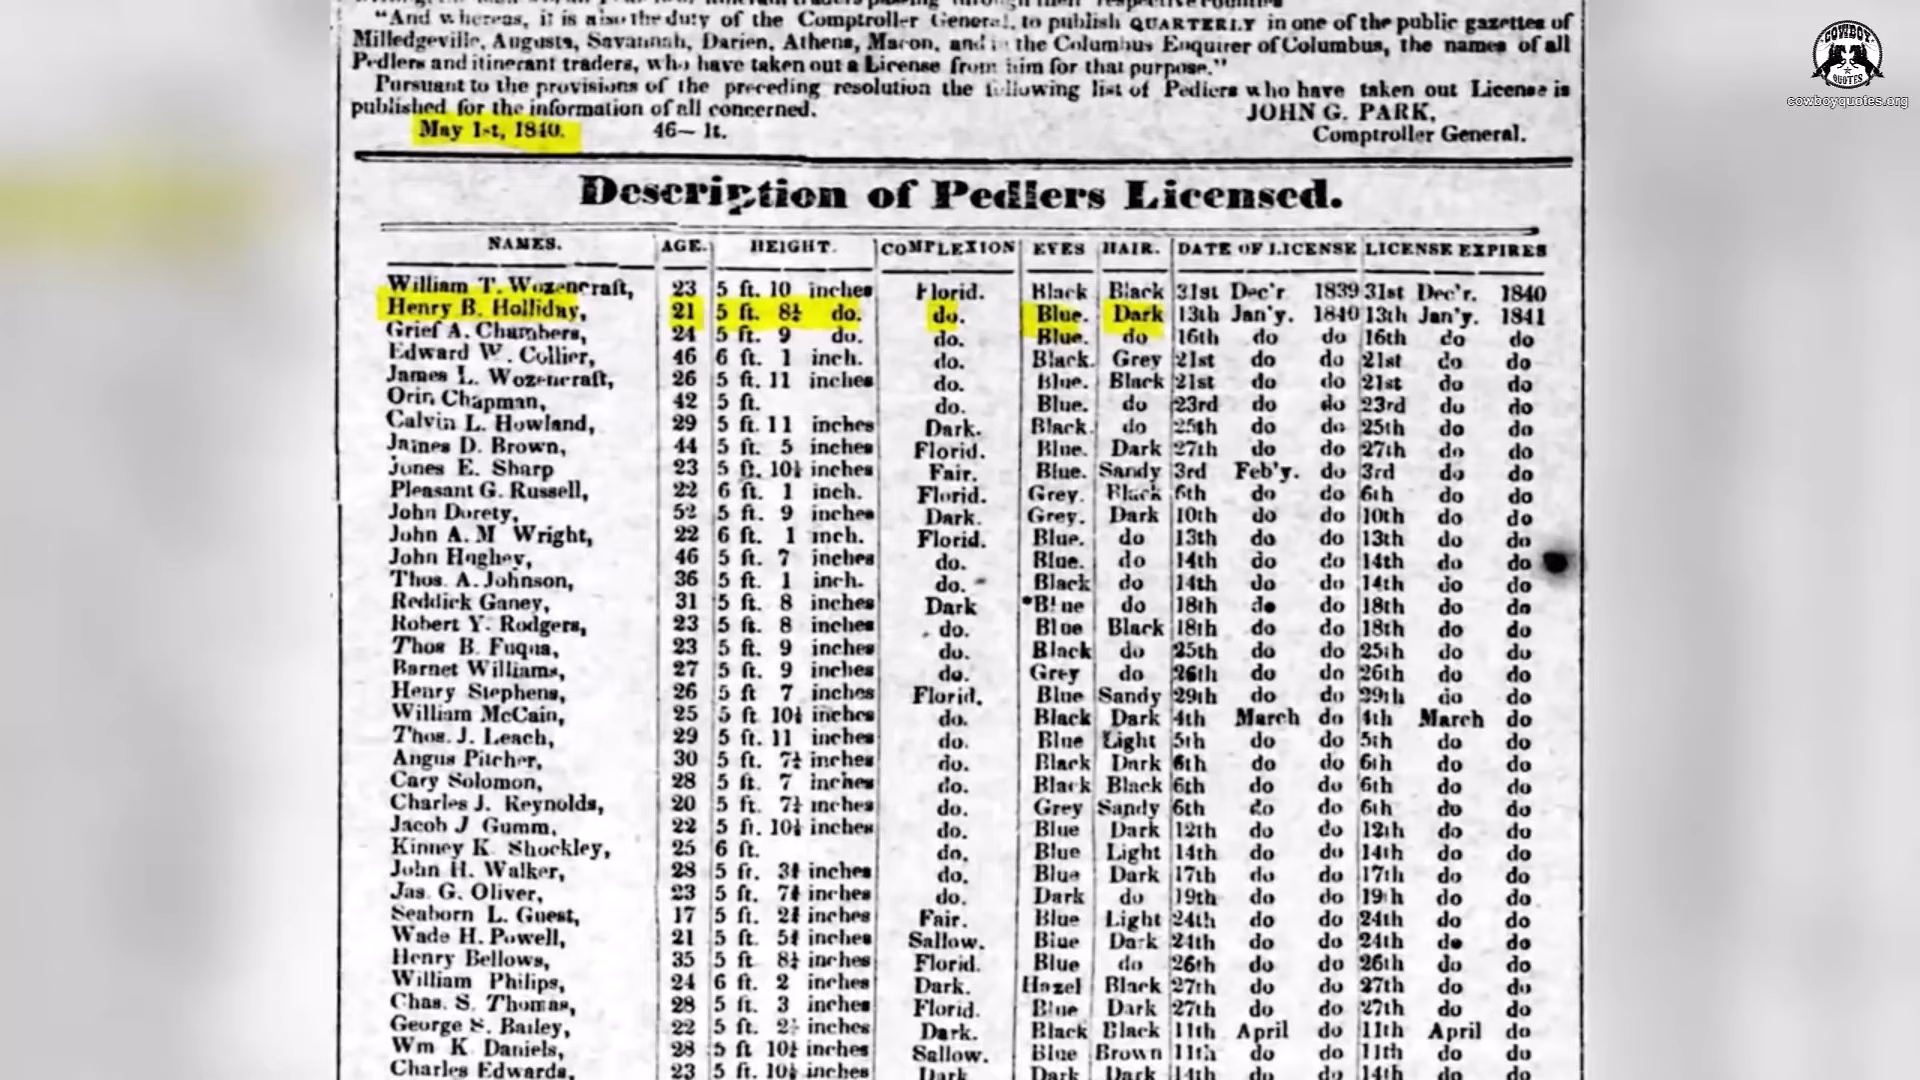 "And whereas, it is also the duty of the Comptroller General, to publish QUARTERLY in one of the public gazettes of
Milledgeville, Augusta, Savannah, Darien, Athens, Macon, and in the Columbus Enquirer of Columbus, the names of all
Pedlers and itinerant traders, who have taken out a License from him for that purpose."
Pursuant to the provisions of the preceding resolution the following list of Pedlers who have taken out License is
published for the information of all concerned. JOHN G. PARK,
May 1st, 1840. 46— 1t. Comptroller General.
Description of Pedlers Licensed.
NAMES. AGE. HEIGHT. COMPLEXION EYES HAIR. DATE OF LICENSE LICENSE EXPIRES
William T. Wozencraft, 23 5 ft. 10 inches Florid. Black Black 31st Dec'r. 1839 31st Dec'r. 1840
Henry B. Holliday, 21 5 ft. 8½ do. do. Blue. Dark 13th Jan'y. 1840 13th Jan'y. 1841
Grief A. Chambers, 24 5 ft. 9 do. do. Blue. do 16th do do 16th do do
Edward W. Collier, 46 6 ft. 1 inch. do. Black. Grey 21st do do 21st do do
James L. Wozencraft, 26 5 ft. 11 inches do. Blue. Black 21st do do 21st do do
Orin Chapman, 42 5 ft. do. Blue. do 23rd do do 23rd do do
Calvin L. Howland, 29 5 ft. 11 inches Dark. Black. do 25th do do 25th do do
James D. Brown, 44 5 ft. 5 inches Florid. Blue. Dark 27th do do 27th do do
Jones E. Sharp 23 5 ft. 10½ inches Fair. Blue. Sandy 3rd Feb'y. do 3rd do do
Pleasant G. Russell, 22 6 ft. 1 inch. Florid. Grey. Black 6th do do 6th do do
John Dorety, 52 5 ft. 9 inches Dark. Grey. Dark 10th do do 10th do do
John A. M Wright, 22 6 ft. 1 inch. Florid. Blue. do 13th do do 13th do do
John Hughey, 46 5 ft. 7 inches do. Blue. do 14th do do 14th do do
Thos. A. Johnson, 36 5 ft. 1 inch. do. Black do 14th do do 14th do do
Reddick Ganey, 31 5 ft. 8 inches Dark Blue do 18th do do 18th do do
Robert Y. Rodgers, 23 5 ft. 8 inches do. Blue Black 18th do do 18th do do
Thos B. Fuqua, 23 5 ft. 9 inches do. Black do 25th do do 25th do do
Barnet Williams, 27 5 ft. 9 inches do. Grey do 26th do do 26th do do
Henry Stephens, 26 5 ft 7 inches Florid. Blue Sandy 29th do do 29th do do
William McCain, 25 5 ft 10½ inches do. Black Dark 4th March do 4th March do
Thos. J. Leach, 29 5 ft. 11 inches do. Blue Light 5th do do 5th do do
Angus Pitcher, 30 5 ft. 7½ inches do. Black Dark 6th do do 6th do do
Cary Solomon, 28 5 ft. 7 inches do. Black Black 6th do do 6th do do
Charles J. Reynolds, 20 5 ft. 7½ inches do. Grey Sandy 6th do do 6th do do
Jacob J Gumm, 22 5 ft. 10½ inches do. Blue Dark 12th do do 12th do do
Kinney K Shockley, 25 6 ft. do. Blue Light 14th do do 14th do do
John H. Walker, 28 5 ft. inches do. Blue Dark 17th do do 17th do do
Jas. G. Oliver, 23 5 ft. inches do. Dark do 19th do do 19th do do
Seaborn L. Guest, 17 5 ft. inches Fair. Blue Light 24th do do 24th do do
Wade H. Powell, 21 5 ft. inches Sallow. Blue Dark 24th do do 24th do do
Henry Bellows, 35 5 ft 8½ inches Florid. Blue do 26th do do 26th do do
William Philips, 24 6 ft. 2 inches Dark. Hazel Black 27th do do 27th do do
Chas. S. Thomas, 28 5 ft. 3 inches Florid. Blue Dark 27th do do 27th do do
George S. Bailey, 22 5 ft. inches Dark. Black Black 11th April do 11th April do
Wm K Daniels, 28 5 ft 10½ inches Sallow. Blue Brown 11th do do 11th do do
Charles Edwards, 23 5 ft. 10½ inches Dark Dark Dark 14th do do 14th do do
COWBOY
QUOTES
cowboyquotes.org